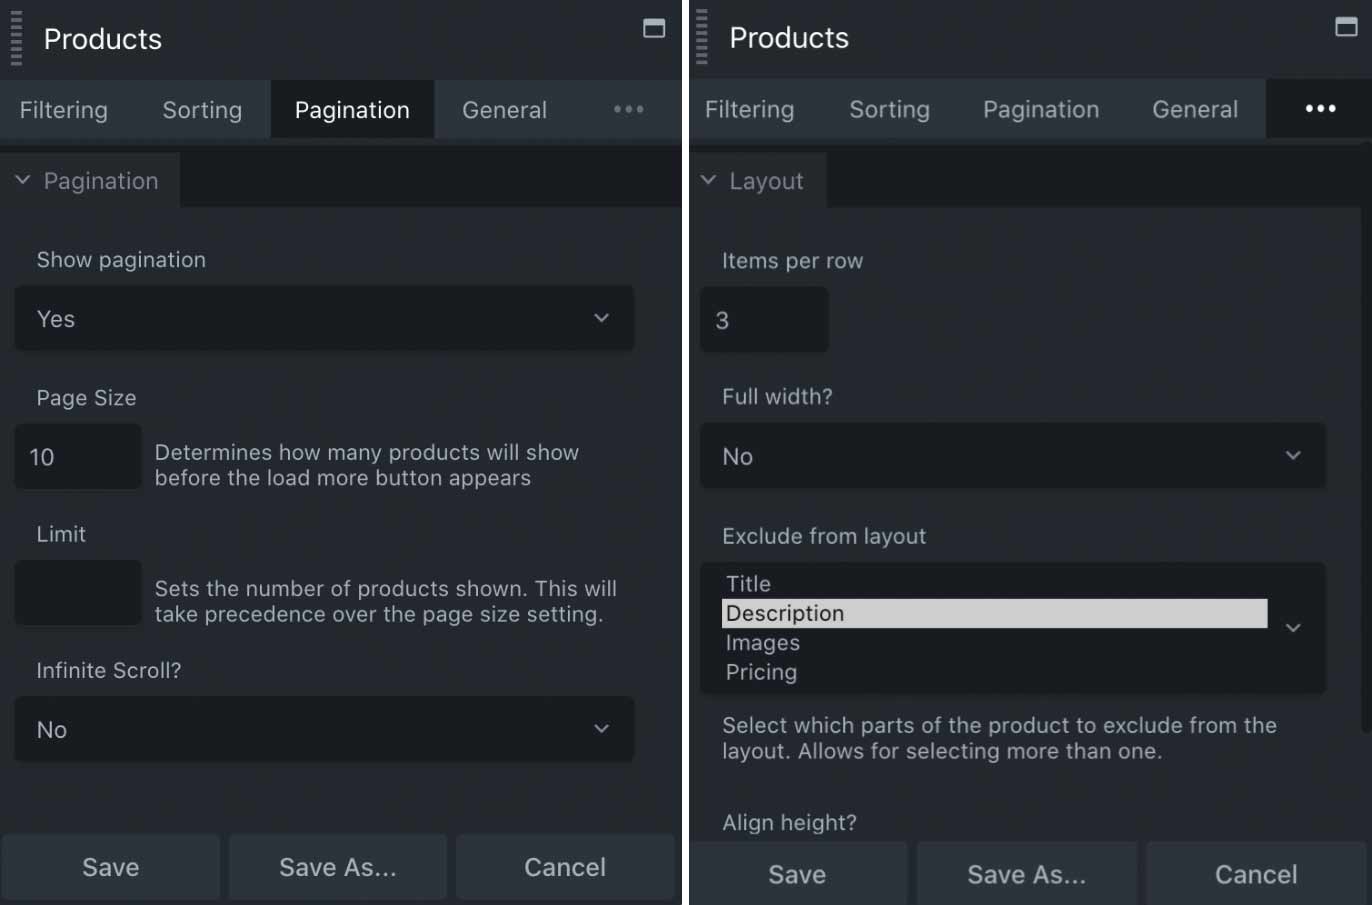 Products
Filtering Sorting Pagination General •••
Pagination
Show pagination
Yes
Page Size
10
Determines how many products will show
before the load more button appears
Limit
Sets the number of products shown. This will
take precedence over the page size setting.
Infinite Scroll?
No
Save Save As... Cancel
Products
Filtering Sorting Pagination General •••
Layout
Items per row
3
Full width?
No
Exclude from layout
Title
Description
Images
Pricing
Select which parts of the product to exclude from the
layout. Allows for selecting more than one.
Align height?
Save Save As... Cancel